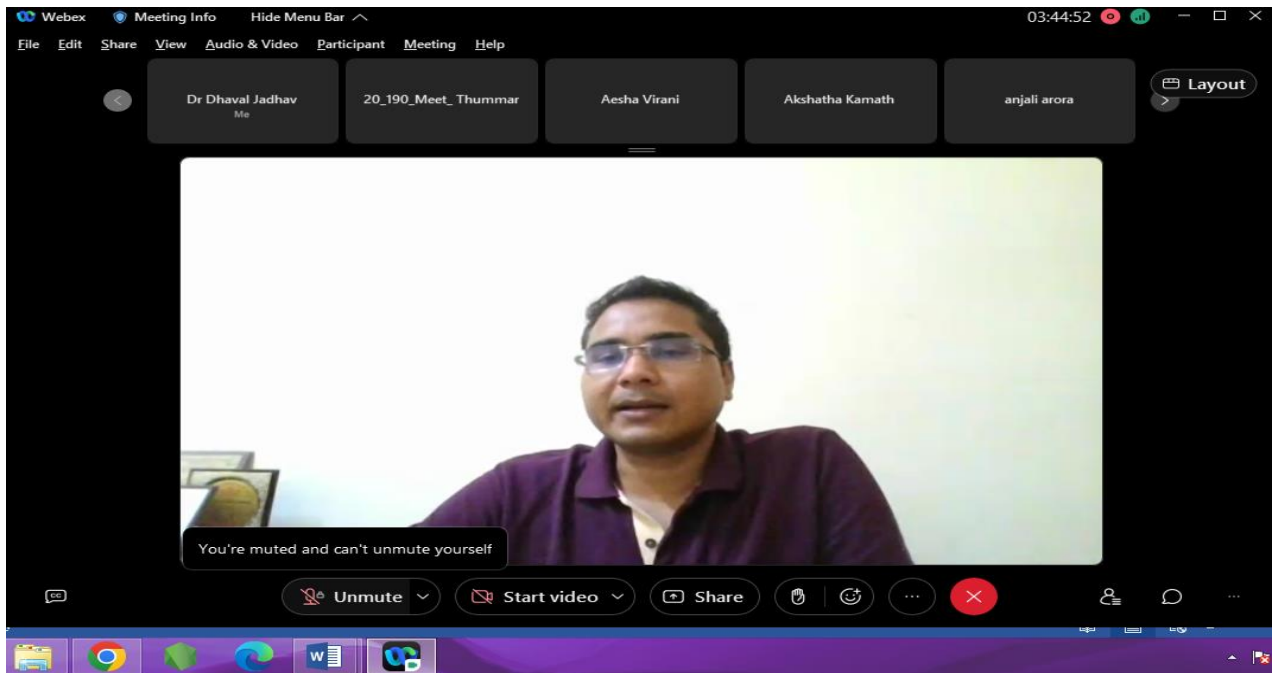 Webex Meeting Info Hide Menu Bar 03:44:52
File Edit Share View Audio & Video Participant Meeting Help
Layout
Dr Dhaval Jadhav 20_190_Meet_ Thummar Aesha Virani Akshatha Kamath anjali arora
Me
You're muted and can't unmute yourself
CC Unmute Start video Share
W